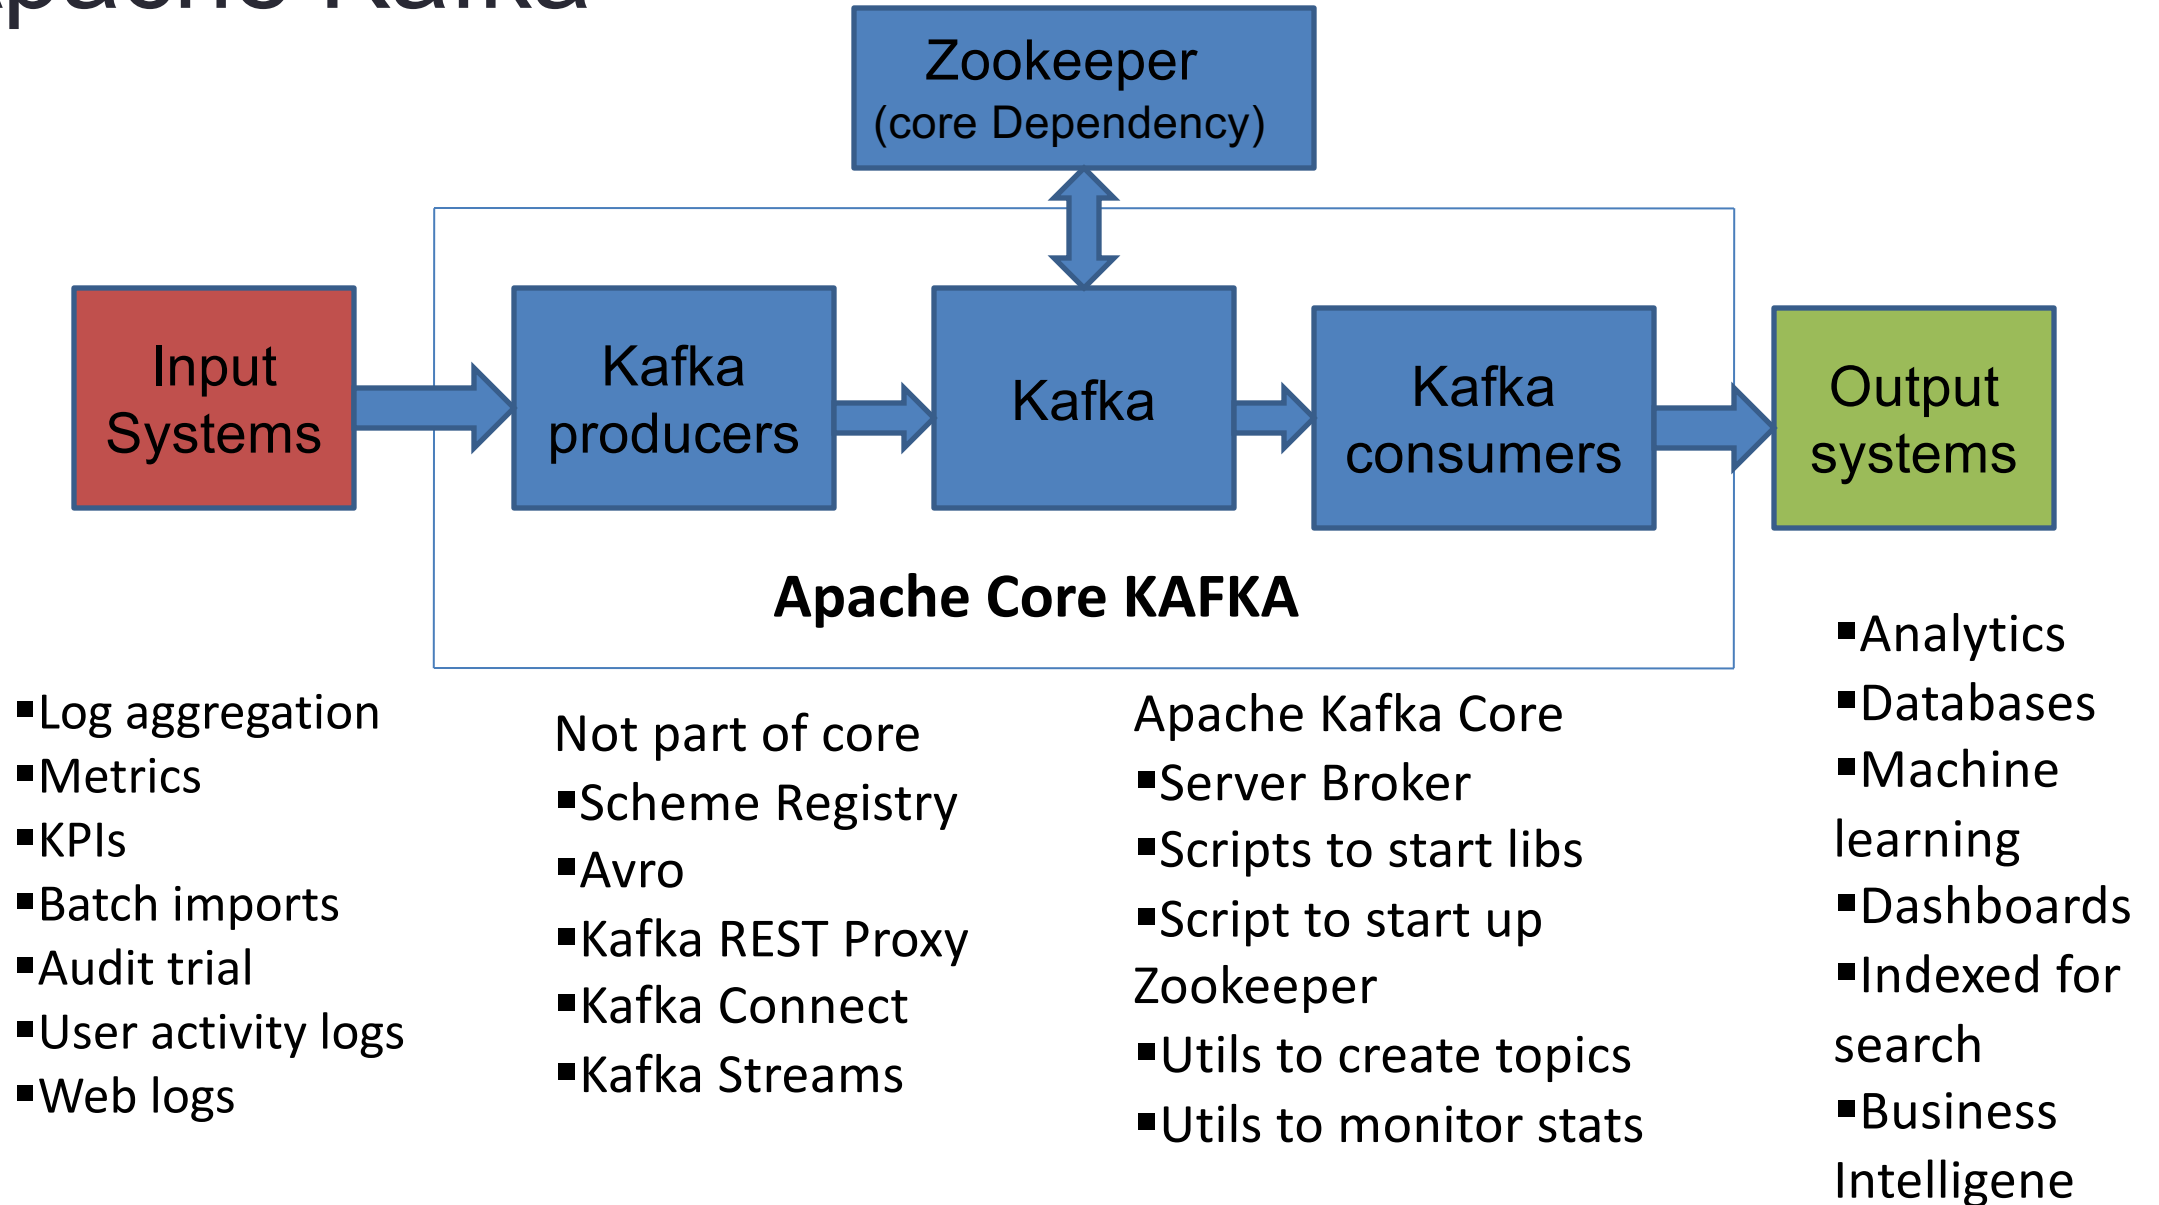 Apache Kafka
Zookeeper
(core Dependency)
Input
Systems
Kafka
producers
Kafka
Kafka
consumers
Output
systems
Apache Core KAFKA
▪Log aggregation
▪Metrics
▪KPIs
▪Batch imports
▪Audit trial
▪User activity logs
▪Web logs
Not part of core
▪Scheme Registry
▪Avro
▪Kafka REST Proxy
▪Kafka Connect
▪Kafka Streams
Apache Kafka Core
▪Server Broker
▪Scripts to start libs
▪Script to start up
Zookeeper
▪Utils to create topics
▪Utils to monitor stats
▪Analytics
▪Databases
▪Machine
learning
▪Dashboards
▪Indexed for
search
▪Business
Intelligene